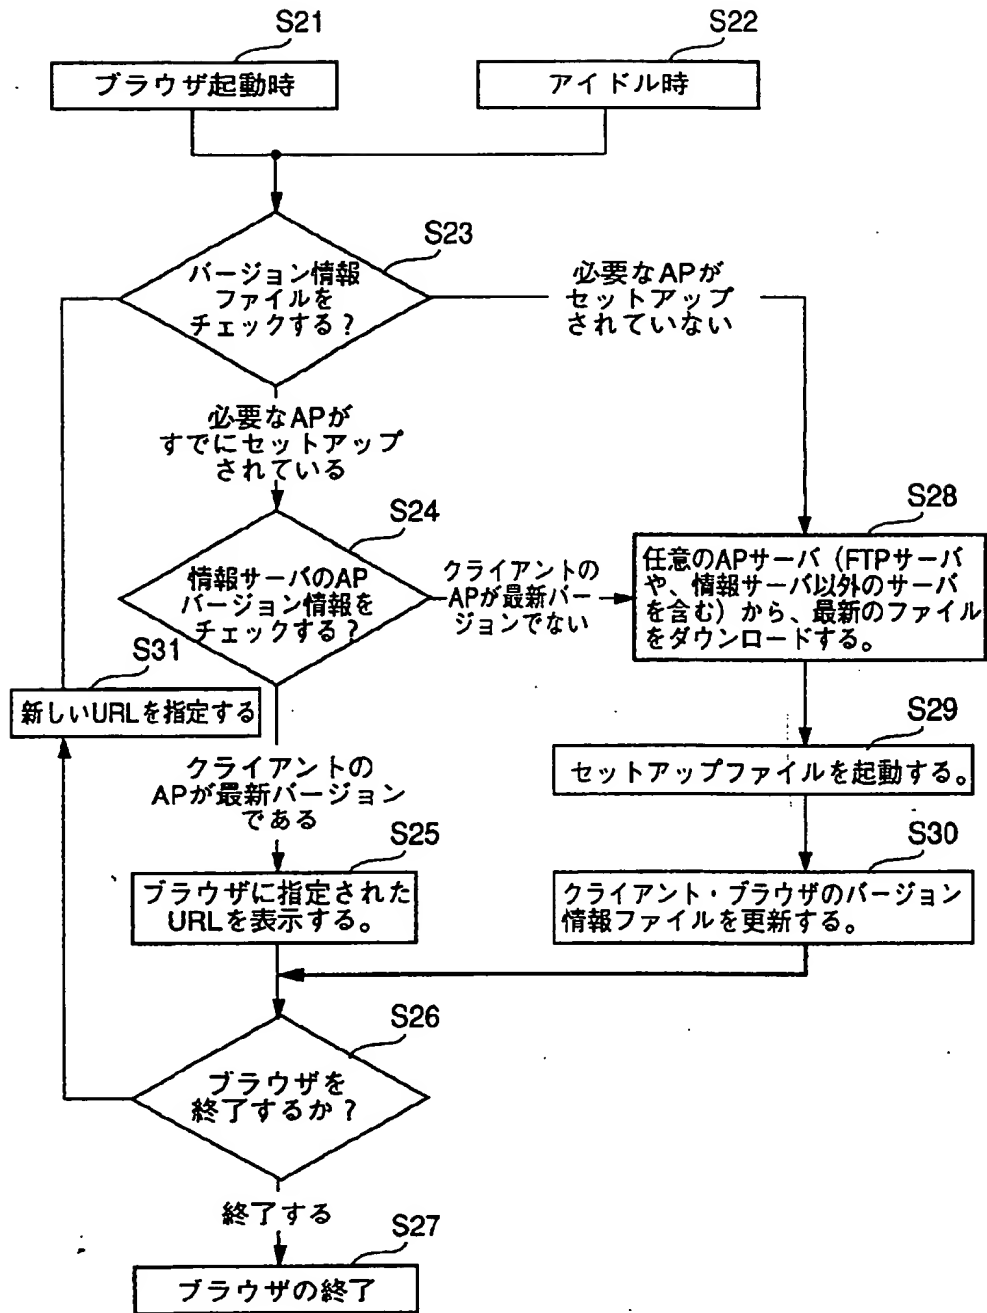 S21
ブラウザ起動時
S22
アイドル時
S23
バージョン情報
ファイルを
チェックする？
必要なAPが
セットアップ
されていない
必要なAPが
すでにセットアップ
されている
S24
情報サーバのAP
バージョン情報を
チェックする？
クライアントの
APが最新バー
ジョンでない
S28
任意のAPサーバ（FTPサーバ
や、情報サーバ以外のサーバ
を含む）から、最新のファイル
をダウンロードする。
S31
新しいURLを指定する
S29
セットアップファイルを起動する。
クライアントの
APが最新バージョン
である
S25
ブラウザに指定された
URLを表示する。
S30
クライアント・ブラウザのバージョン
情報ファイルを更新する。
S26
ブラウザを
終了するか？
終了する
S27
ブラウザの終了